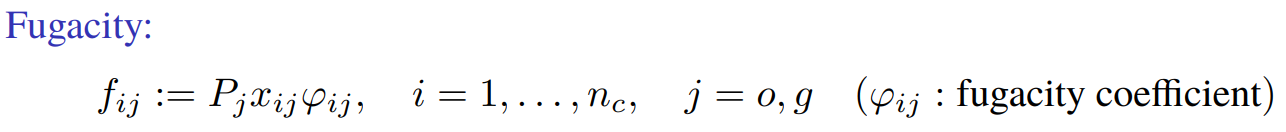 Fugacity:
f_{ij} := P_j x_{ij} φ_{ij}, i = 1, . . . , n_c, j = o, g (φ_{ij} : fugacity coefficient)